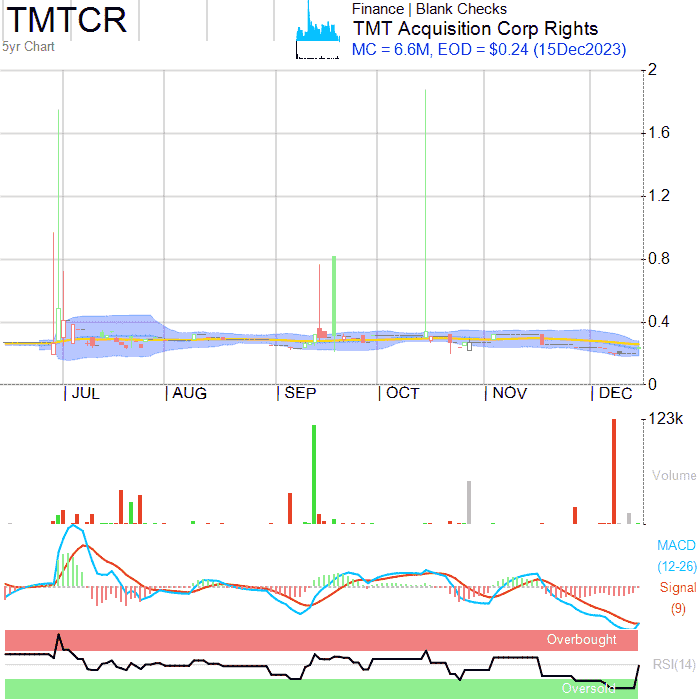 TMTCR
5yr Chart
Finance | Blank Checks
TMT Acquisition Corp Rights
MC = 6.6M, EOD = $0.24 (15Dec2023)
2
1.6
1.2
0.8
0.4
0
JUL
AUG
SEP
OCT
NOV
DEC
123k
Volume
MACD
(12-26)
Signal
(9)
Overbought
RSI(14)
Oversold